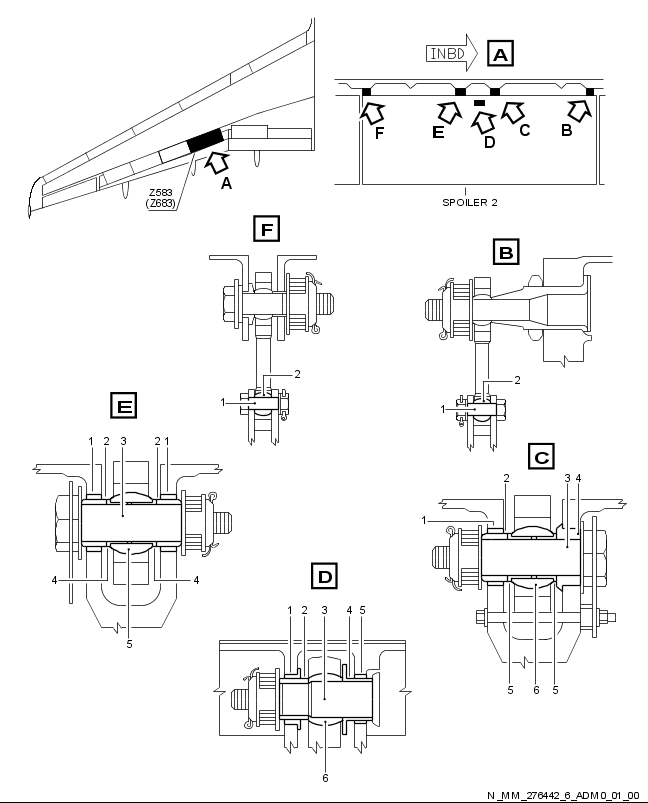 INBD A
F E D C B
A
Z583
(Z683)
SPOILER 2
F
B
2
1
2
1
E
1 2 3 2 1
4 4
5
C
2 3 4
1
5 6 5
D
1 2 3 4 5
6
N_MM_276442_6_ADM0_01_00